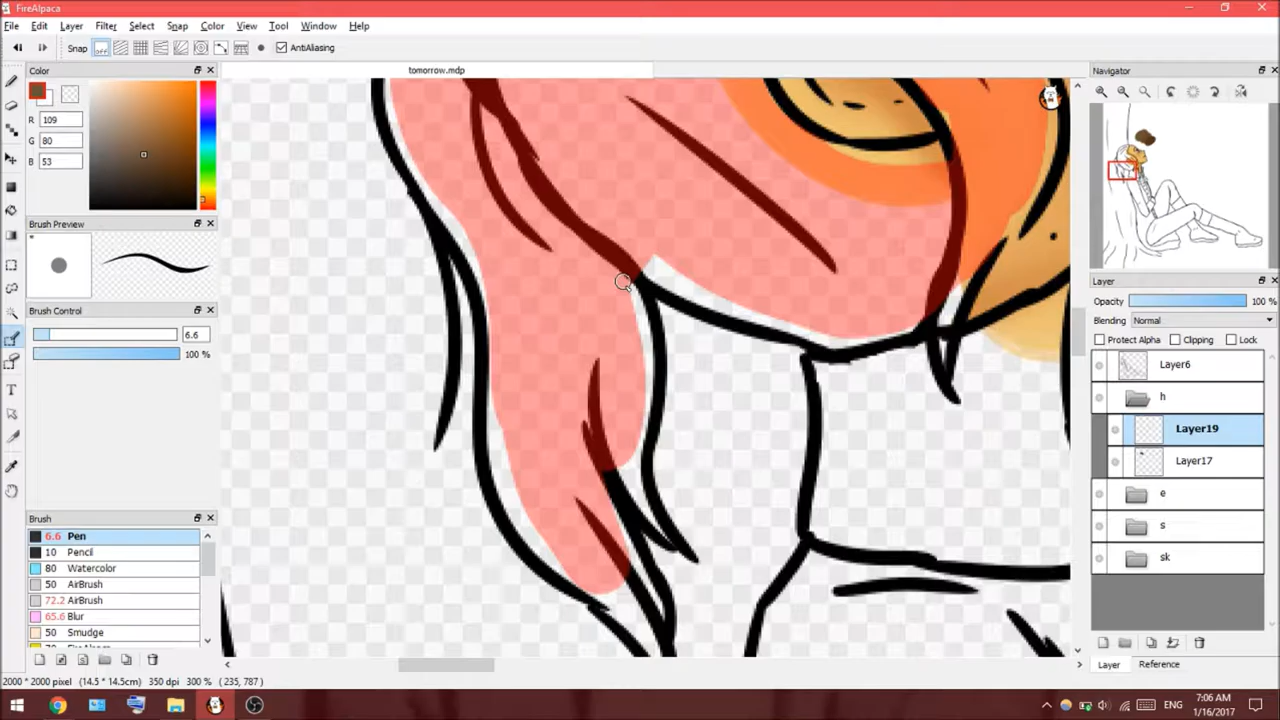 FireAlpaca
File Edit Layer Filter Select Snap Color View Tool Window Help
Snap OFF AntiAliasing
Color
tomorrow.mdp
Navigator
R 109
G 80
B 53
Brush Preview
Brush Control
6.6
100 %
Layer
Opacity 100 %
Blending Normal
Protect Alpha Clipping Lock
Layer6
h
Layer19
Layer17
e
s
sk
Brush
6.6 Pen
10 Pencil
80 Watercolor
50 AirBrush
72.2 AirBrush
65.6 Blur
50 Smudge
Layer Reference
2000 * 2000 pixel (14.5 * 14.5cm) 350 dpi 300 % ( 235, 787 )
ENG
7:06 AM
1/16/2017